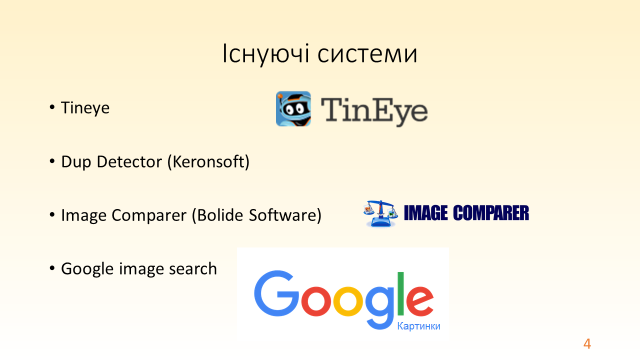 Існуючі системи
• Tineye
TinEye
• Dup Detector (Keronsoft)
• Image Comparer (Bolide Software)
IMAGE COMPARER
• Google image search
Google
Картинки
4